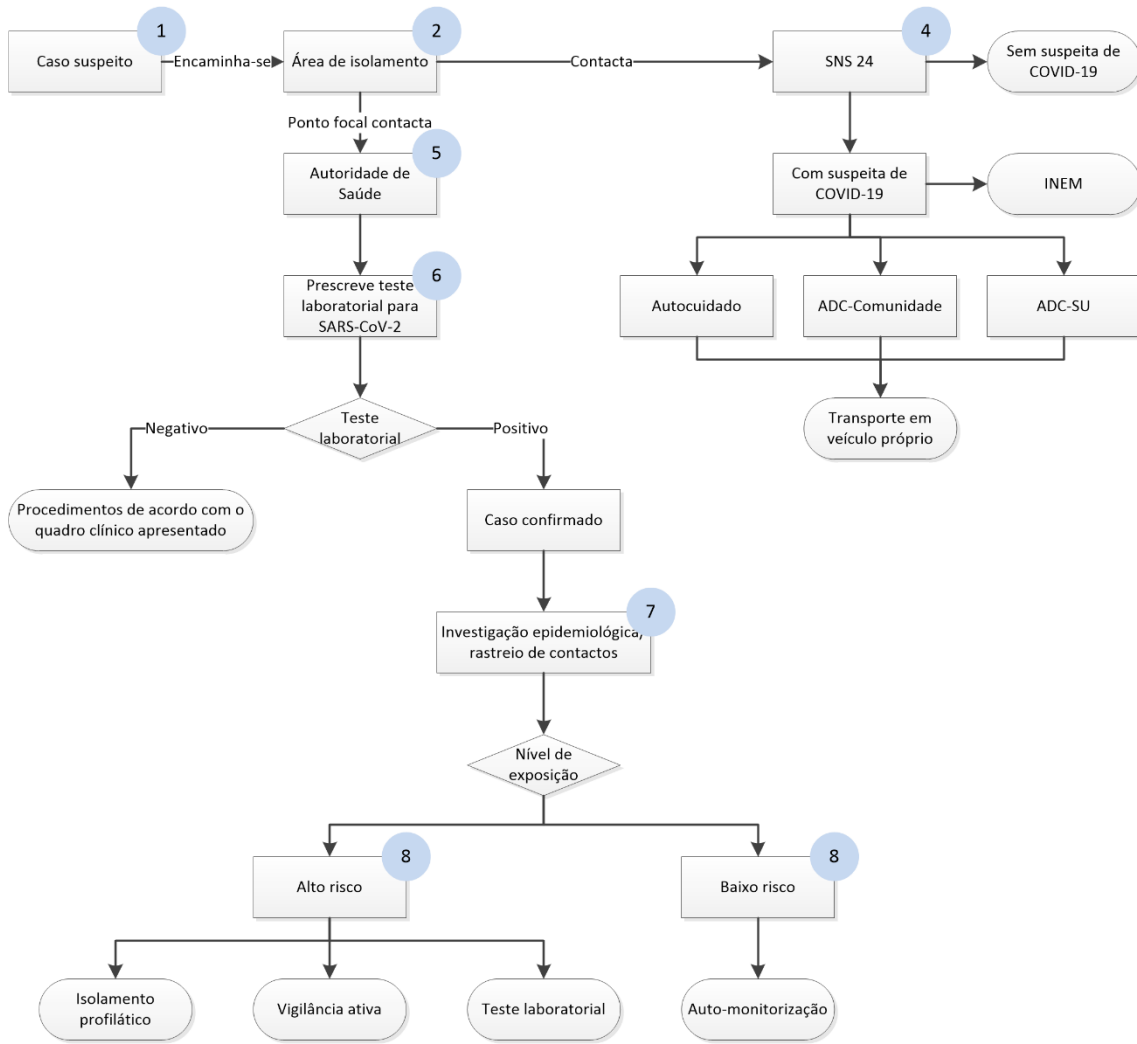 1
Caso suspeito
Encaminha-se
2
Área de isolamento
Contacta
4
SNS 24
Sem suspeita de
COVID-19
Ponto focal contacta
5
Autoridade de
Saúde
Com suspeita de
COVID-19
INEM
6
Prescreve teste
laboratorial para
SARS-CoV-2
Autocuidado
ADC-Comunidade
ADC-SU
Negativo
Teste
laboratorial
Positivo
Transporte em
veículo próprio
Procedimentos de acordo com o
quadro clínico apresentado
Caso confirmado
7
Investigação epidemiológica/
rastreio de contactos
Nível de
exposição
8
Alto risco
8
Baixo risco
Isolamento
profilático
Vigilância ativa
Teste laboratorial
Auto-monitorização